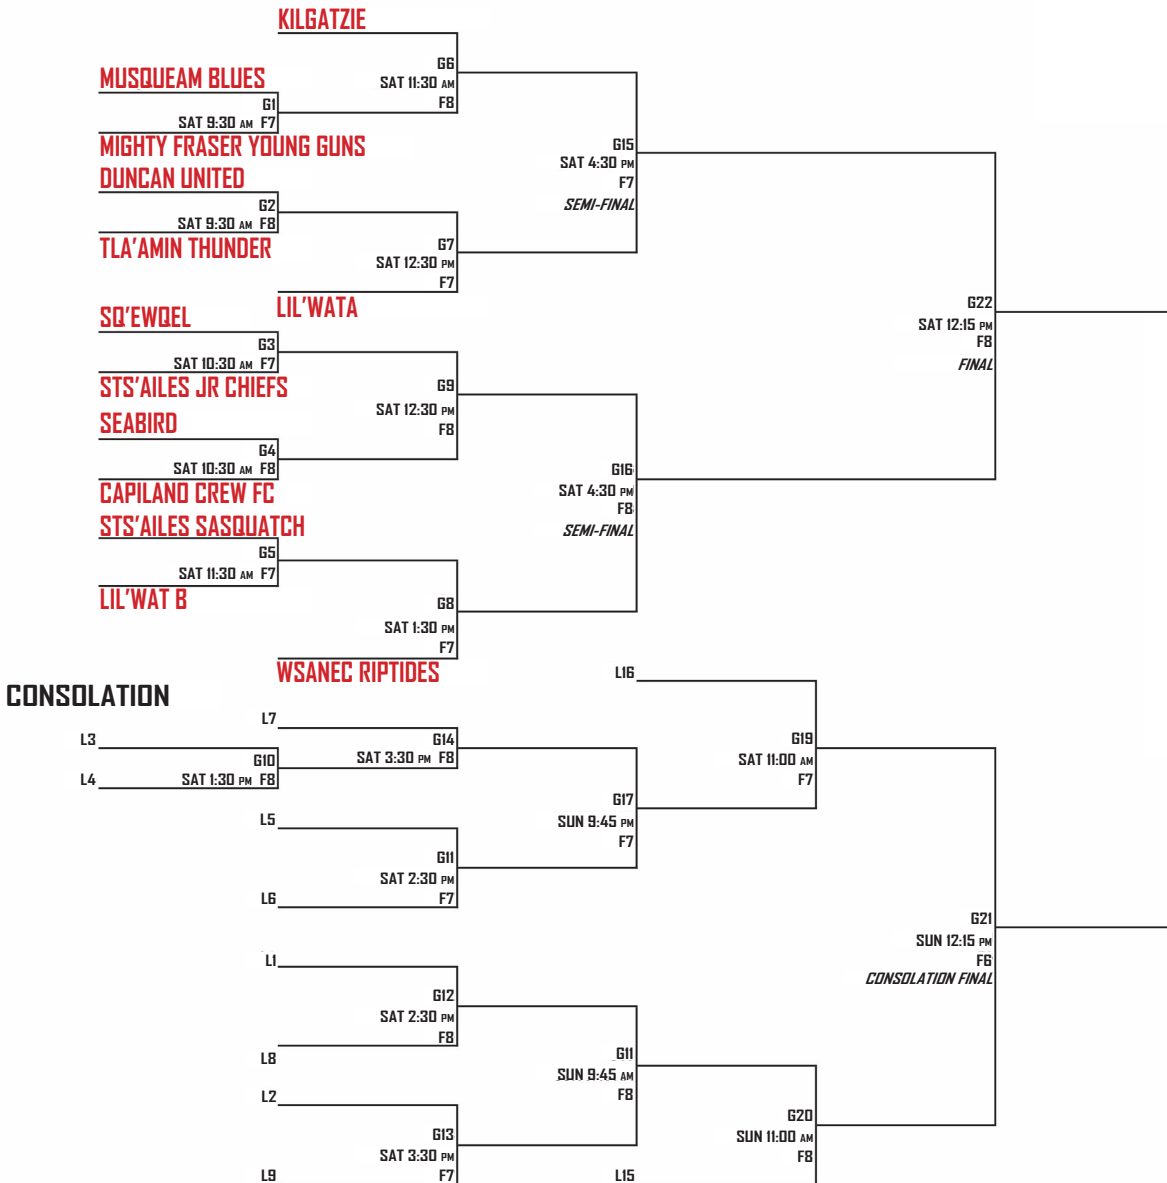 KILGATZIE
G6
SAT 11:30 AM
F8
MUSQUEAM BLUES
G1
SAT 9:30 AM F7
MIGHTY FRASER YOUNG GUNS
G15
SAT 4:30 PM
F7
SEMI-FINAL
DUNCAN UNITED
G2
SAT 9:30 AM F8
TLA'AMIN THUNDER
G7
SAT 12:30 PM
F7
LIL'WATA
G22
SAT 12:15 PM
F8
FINAL
SQ'EWQEL
G3
SAT 10:30 AM F7
STS'AILES JR CHIEFS
G9
SAT 12:30 PM
F8
SEABIRD
G4
SAT 10:30 AM F8
CAPILANO CREW FC
G16
SAT 4:30 PM
F8
SEMI-FINAL
STS'AILES SASQUATCH
G5
SAT 11:30 AM F7
LIL'WAT B
G8
SAT 1:30 PM
F7
WSANEC RIPTIDES
CONSOLATION
L16
L7
L3
G10
L4
SAT 1:30 PM F8
G14
SAT 3:30 PM F8
G19
SAT 11:00 AM
F7
G17
SUN 9:45 PM
F7
L5
G11
SAT 2:30 PM
F7
L6
G21
SUN 12:15 PM
F6
CONSOLATION FINAL
L1
G12
SAT 2:30 PM
F8
L8
G11
SUN 9:45 AM
F8
L2
G13
SAT 3:30 PM
F7
L9
G20
SUN 11:00 AM
F8
L15